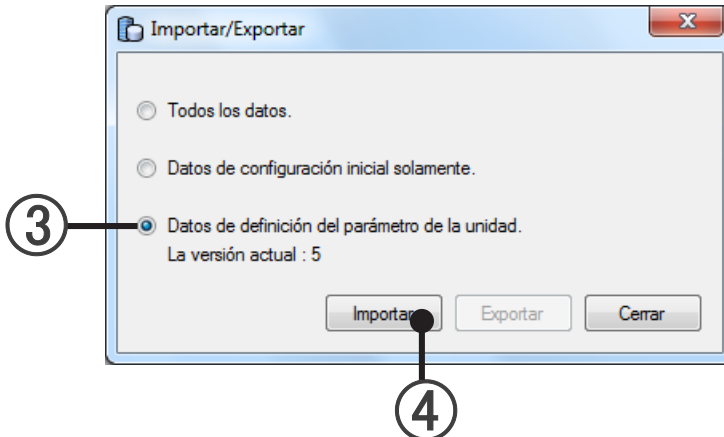 Importar/Exportar
Todos los datos.
Datos de configuración inicial solamente.
③ Datos de definición del parámetro de la unidad.
La versión actual : 5
Importar Exportar Cerrar
④